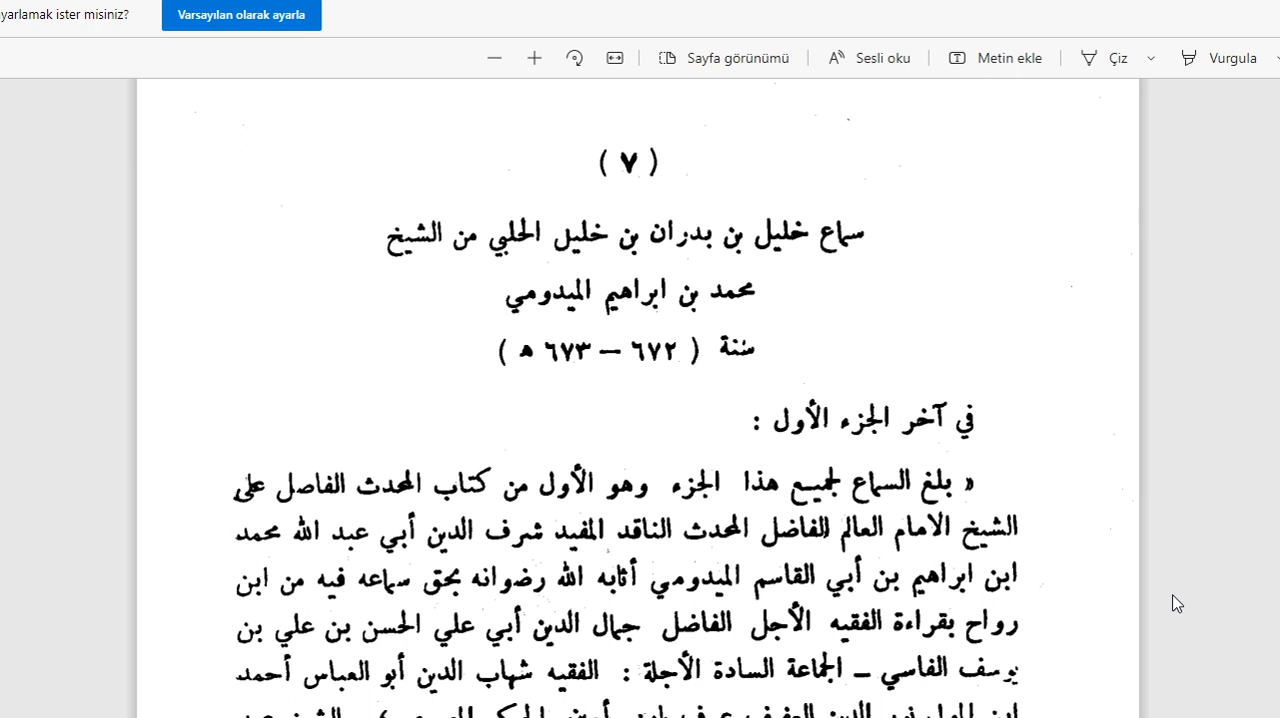 yarlamak ister misiniz? Varsayılan olarak ayarla
Sayfa görünümü Sesli oku Metin ekle Çiz Vurgula
( ٧ )
سماع خليل بن بدران بن خليل الحلبي من الشيخ
محمد بن ابراهيم الميدومي
سنة ( ٦٧٢ – ٦٧٣ ه )
في آخر الجزء الأول :
« بلغ السماع لجميع هذا الجزء وهو الأول من كتاب المحدث الفاصل على
الشيخ الامام العالم الفاضل المحدث الناقد المفيد شرف الدين أبي عبد الله محمد
ابن ابراهيم بن أبي القاسم الميدومي أثابه الله رضوانه بحق سماعه فيه من ابن
رواح بقراءة الفقيه الأجل الفاضل جمال الدين أبي علي الحسن بن علي بن
يوسف الفاسي – الجماعة السادة الأجلة : الفقيه شهاب الدين أبو العباس أحمد